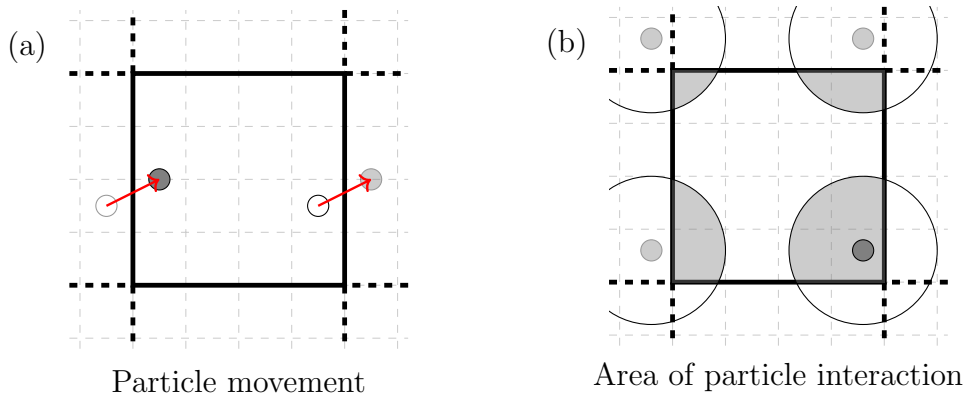 (a)
(b)
Particle movement
Area of particle interaction